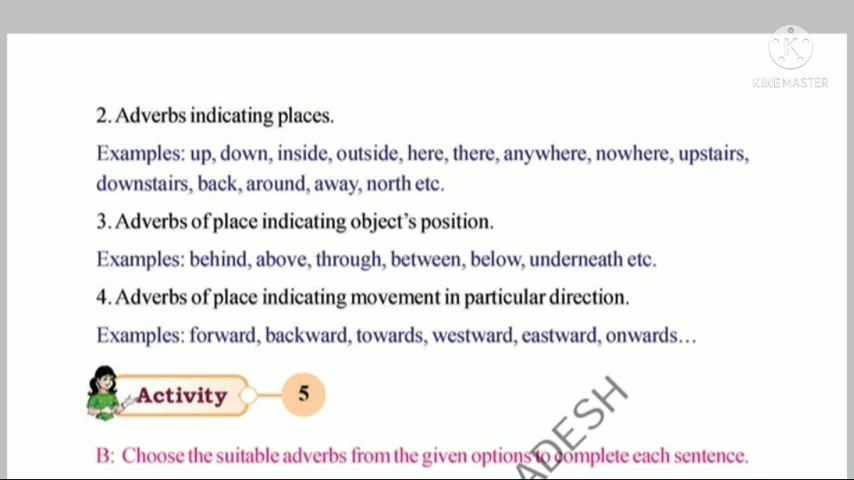 KINEMASTER
2. Adverbs indicating places.
Examples: up, down, inside, outside, here, there, anywhere, nowhere, upstairs,
downstairs, back, around, away, north etc.
3. Adverbs of place indicating object's position.
Examples: behind, above, through, between, below, underneath etc.
4. Adverbs of place indicating movement in particular direction.
Examples: forward, backward, towards, westward, eastward, onwards...
Activity 5
ADESH
B: Choose the suitable adverbs from the given options to complete each sentence.